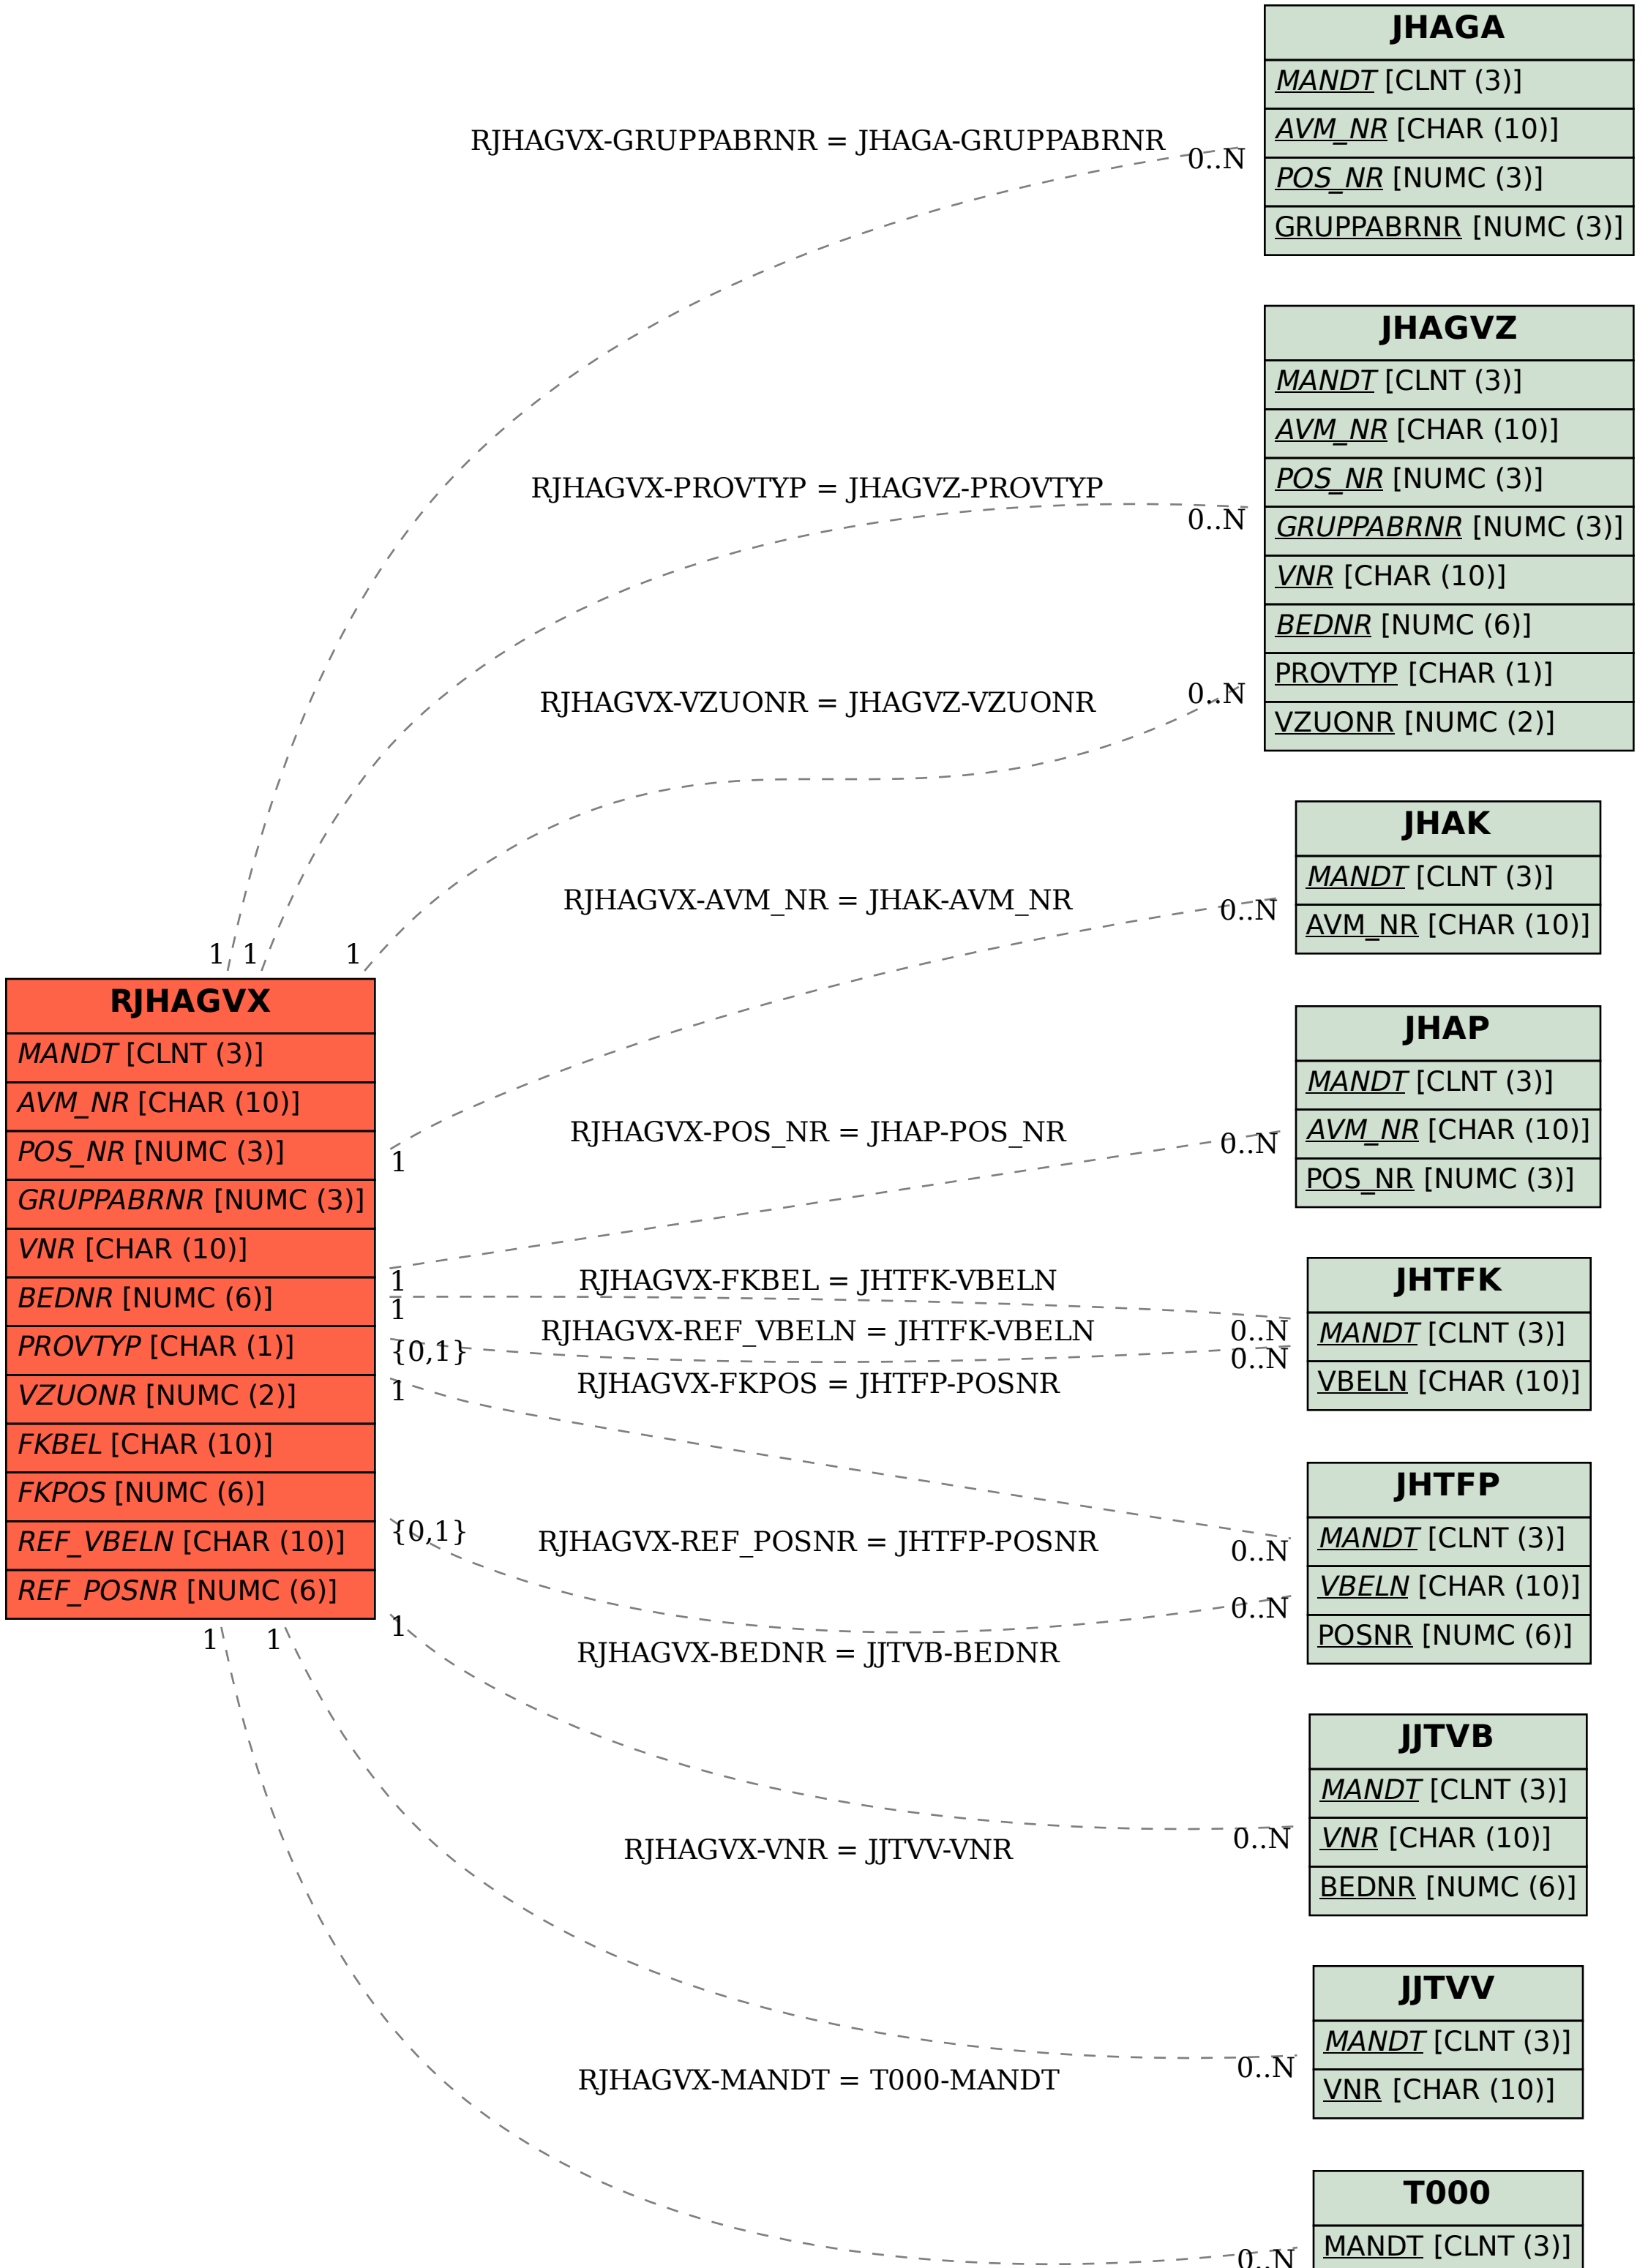 JHAGA
MANDT [CLNT (3)]
AVM_NR [CHAR (10)]
POS_NR [NUMC (3)]
GRUPPABRNR [NUMC (3)]
RJHAGVX-GRUPPABRNR = JHAGA-GRUPPABRNR
0..N
JHAGVZ
MANDT [CLNT (3)]
AVM_NR [CHAR (10)]
POS_NR [NUMC (3)]
GRUPPABRNR [NUMC (3)]
VNR [CHAR (10)]
BEDNR [NUMC (6)]
PROVTYP [CHAR (1)]
VZUONR [NUMC (2)]
RJHAGVX-PROVTYP = JHAGVZ-PROVTYP
0..N
RJHAGVX-VZUONR = JHAGVZ-VZUONR
0..N
JHAK
MANDT [CLNT (3)]
AVM_NR [CHAR (10)]
RJHAGVX-AVM_NR = JHAK-AVM_NR
0..N
1
1
1
RJHAGVX
MANDT [CLNT (3)]
AVM_NR [CHAR (10)]
POS_NR [NUMC (3)]
GRUPPABRNR [NUMC (3)]
VNR [CHAR (10)]
BEDNR [NUMC (6)]
PROVTYP [CHAR (1)]
VZUONR [NUMC (2)]
FKBEL [CHAR (10)]
FKPOS [NUMC (6)]
REF_VBELN [CHAR (10)]
REF_POSNR [NUMC (6)]
1
JHAP
MANDT [CLNT (3)]
AVM_NR [CHAR (10)]
POS_NR [NUMC (3)]
RJHAGVX-POS_NR = JHAP-POS_NR
0..N
1
RJHAGVX-FKBEL = JHTFK-VBELN
1
0..N
RJHAGVX-REF_VBELN = JHTFK-VBELN
{0,1}
0..N
JHTFK
MANDT [CLNT (3)]
VBELN [CHAR (10)]
RJHAGVX-FKPOS = JHTFP-POSNR
1
0..N
JHTFP
MANDT [CLNT (3)]
VBELN [CHAR (10)]
POSNR [NUMC (6)]
{0,1}
RJHAGVX-REF_POSNR = JHTFP-POSNR
0..N
1
RJHAGVX-BEDNR = JJTVB-BEDNR
0..N
JJTVB
MANDT [CLNT (3)]
VNR [CHAR (10)]
BEDNR [NUMC (6)]
1
1
RJHAGVX-VNR = JJTVV-VNR
0..N
JJTVV
MANDT [CLNT (3)]
VNR [CHAR (10)]
RJHAGVX-MANDT = T000-MANDT
0..N
T000
MANDT [CLNT (3)]